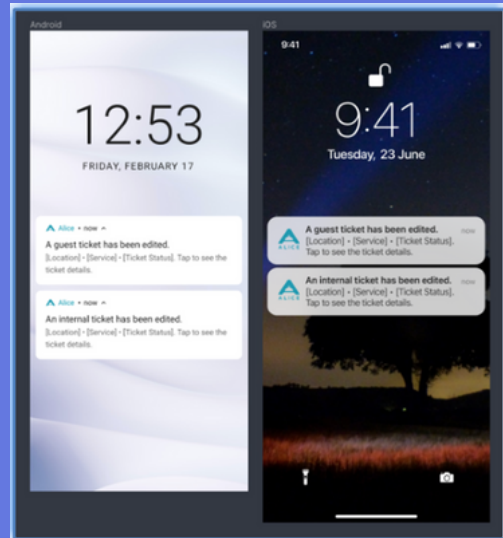 Android
12:53
FRIDAY, FEBRUARY 17
Alice • now
A guest ticket has been edited.
[Location] • [Service] • [Ticket Status]. Tap to see the
ticket details.
Alice • now
An internal ticket has been edited.
[Location] • [Service] • [Ticket Status]. Tap to see the
ticket details.
iOS
9:41
9:41
Tuesday, 23 June
ALICE
A guest ticket has been edited.
now
[Location] • [Service] • [Ticket Status].
Tap to see the ticket details.
ALICE
An internal ticket has been edited.
now
[Location] • [Service] • [Ticket Status].
Tap to see the ticket details.